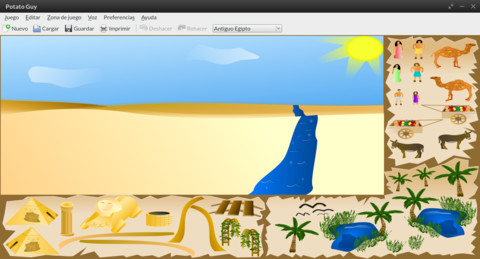 Potato Guy
Juego Editar Zona de juego Voz Preferencias Ayuda
Nuevo Cargar Guardar Imprimir Deshacer Rehacer Antiguo Egipto